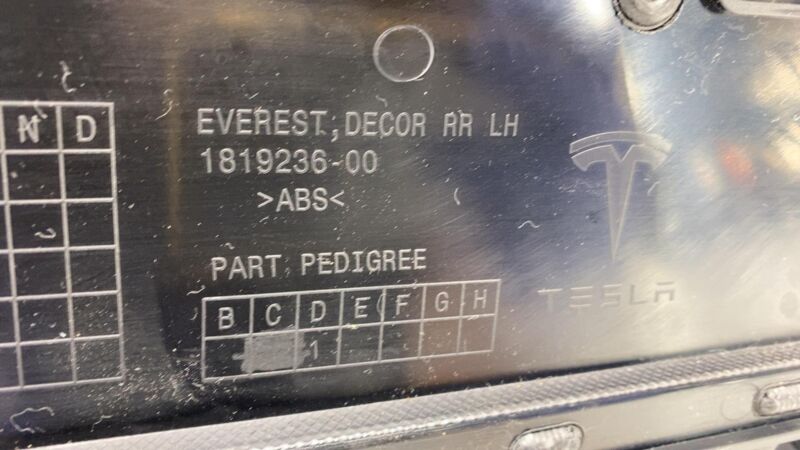 N D
EVEREST, DECOR RR LH
1819236-00
>ABS<
PART PEDIGREE
B C D E F G H
1
TESLA